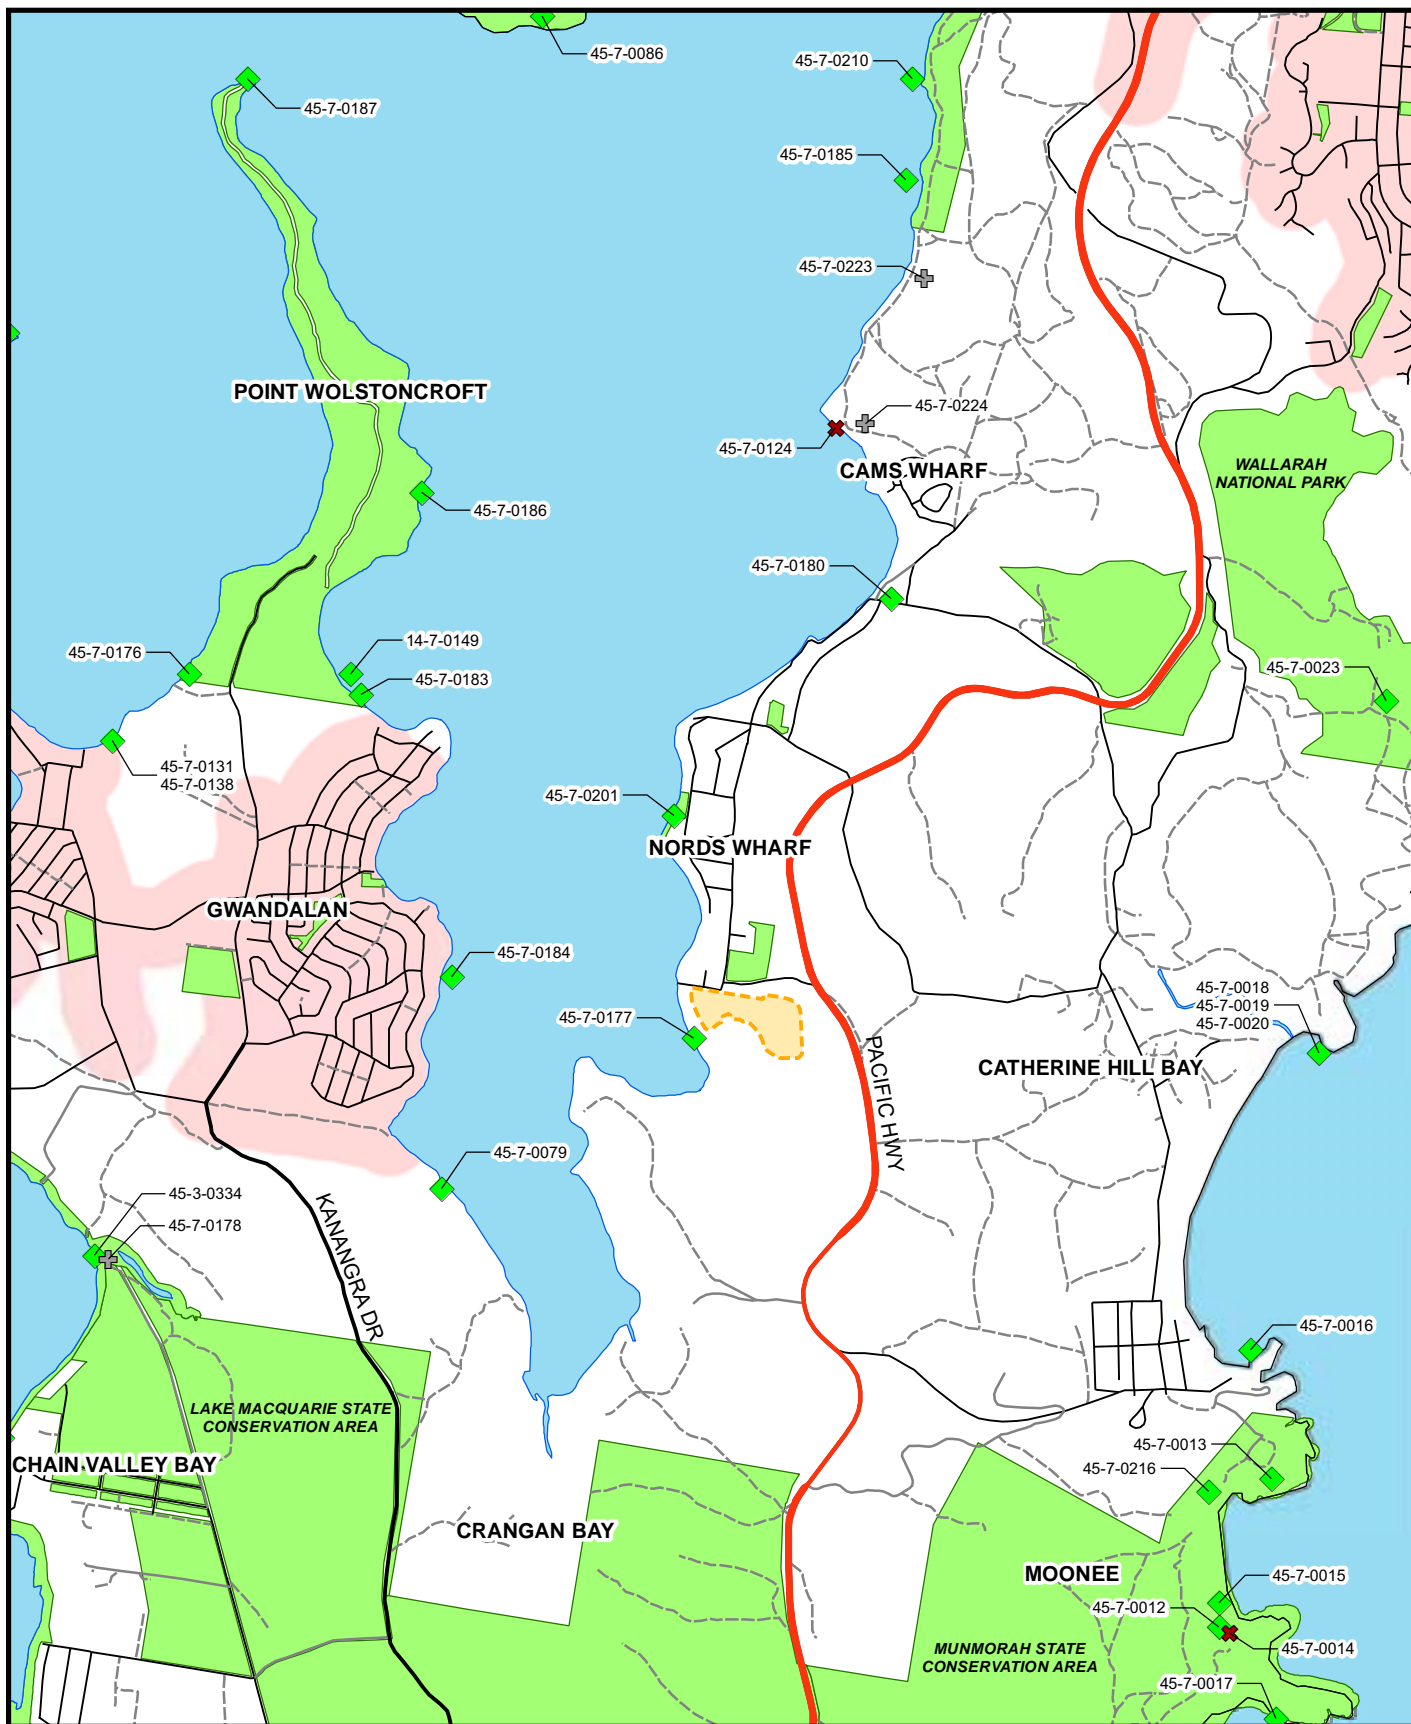 45-7-0086
45-7-0210
45-7-0187
45-7-0185
45-7-0223
POINT WOLSTONCROFT
45-7-0224
45-7-0124
CAMS WHARF
WALLARAH
NATIONAL PARK
45-7-0186
45-7-0180
14-7-0149
45-7-0176
45-7-0183
45-7-0023
45-7-0131
45-7-0138
45-7-0201
NORDS WHARF
GWANDALAN
45-7-0184
45-7-0018
45-7-0019
45-7-0020
45-7-0177
CATHERINE HILL BAY
PACIFIC HWY
45-7-0079
45-3-0334
45-7-0178
KANANGRA DR
45-7-0016
LAKE MACQUARIE STATE
CONSERVATION AREA
45-7-0013
CHAIN VALLEY BAY
45-7-0216
CRANGAN BAY
MOONEE
45-7-0015
45-7-0012
45-7-0014
MUNMORAH STATE
CONSERVATION AREA
45-7-0017